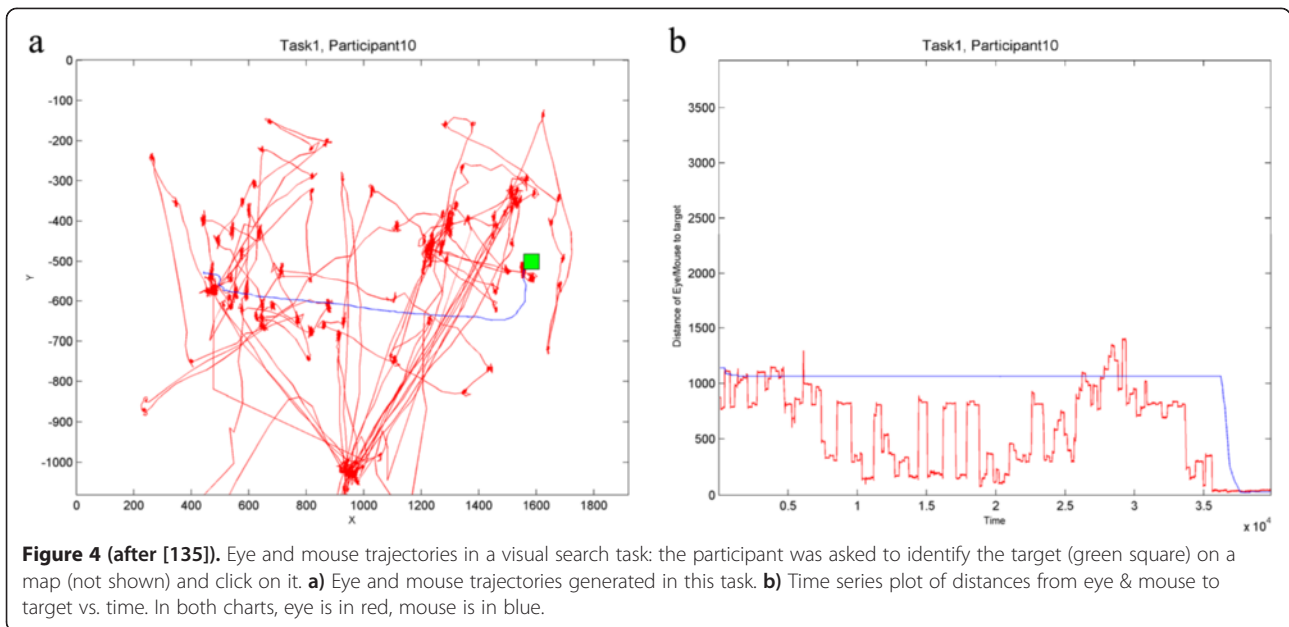 a
Task1, Participant10
0
-100
-200
-300
-400
-500
-600
-700
-800
-900
-1000
Y
0 200 400 600 800 1000 1200 1400 1600 1800
X
b
Task1, Participant10
3500
3000
2500
2000
1500
1000
500
0
Distance of Eye/Mouse to target
0.0 0.5 1.0 1.5 2.0 2.5 3.0 3.5
Time
x 10⁴
Figure 4 (after [135]). Eye and mouse trajectories in a visual search task: the participant was asked to identify the target (green square) on a
map (not shown) and click on it. a) Eye and mouse trajectories generated in this task. b) Time series plot of distances from eye & mouse to
target vs. time. In both charts, eye is in red, mouse is in blue.